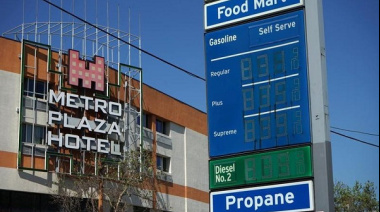 Food Mart
Gasoline Self Serve
Regular
Plus
Supreme
Diesel
No. 2
Propane
METRO
PLAZA
HOTEL